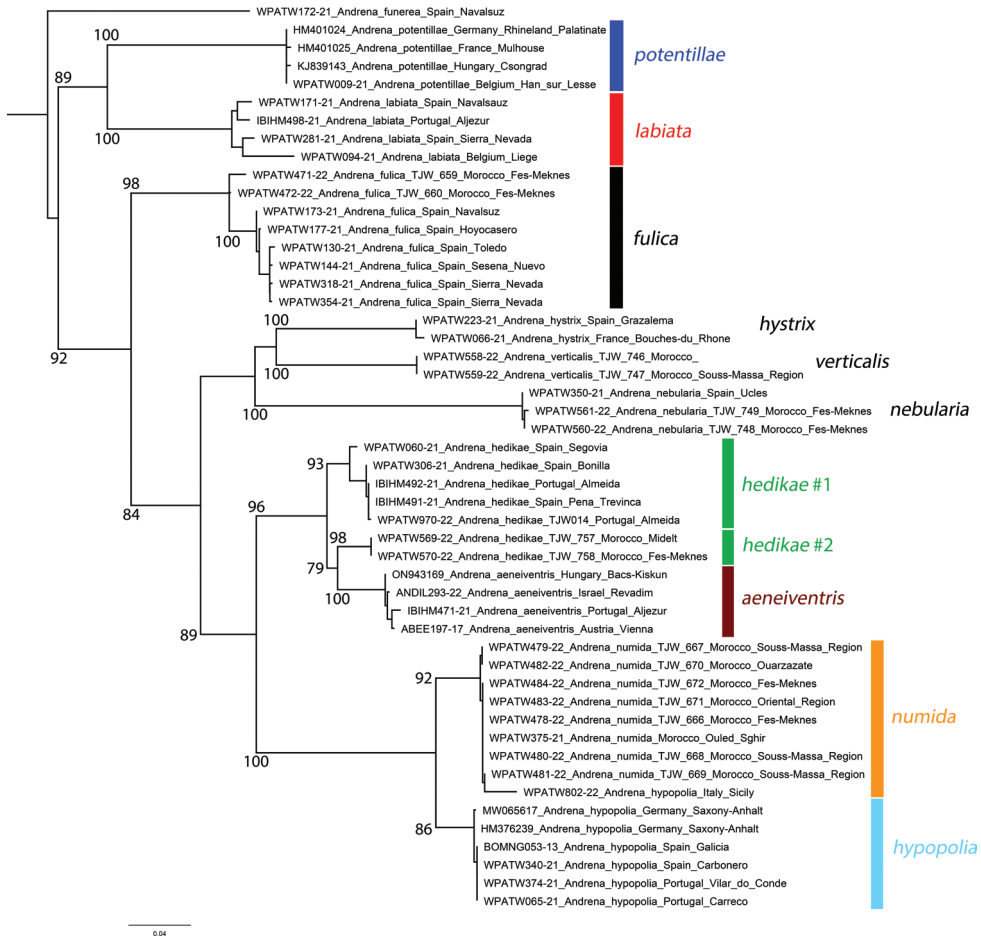 WPATW172-21_Andrena_funerea_Spain_Navalsuz
HM401024_Andrena_potentillae_Germany_Rhineland_Palatinate
100
HM401025_Andrena_potentillae_France_Mulhouse
potentillae
KJ839143_Andrena_potentillae_Hungary_Csongrad
89
WPATW009-21_Andrena_potentillae_Belgium_Han_sur_Lesse
WPATW171-21_Andrena_labiata_Spain_Navalsauz
IBIHM498-21_Andrena_labiata_Portugal_Aljezur
labiata
100
WPATW281-21_Andrena_labiata_Spain_Sierra_Nevada
WPATW094-21_Andrena_labiata_Belgium_Liege
WPATW471-22_Andrena_fulica_TJW_659_Morocco_Fes-Meknes
98
WPATW472-22_Andrena_fulica_TJW_660_Morocco_Fes-Meknes
WPATW173-21_Andrena_fulica_Spain_Navalsuz
WPATW177-21_Andrena_fulica_Spain_Hoyocasero
100
fulica
WPATW130-21_Andrena_fulica_Spain_Toledo
WPATW144-21_Andrena_fulica_Spain_Sesena_Nuevo
WPATW318-21_Andrena_fulica_Spain_Sierra_Nevada
WPATW354-21_Andrena_fulica_Spain_Sierra_Nevada
100
WPATW223-21_Andrena_hystrix_Spain_Grazalema
hystrix
WPATW066-21_Andrena_hystrix_France_Bouches-du_Rhone
92
WPATW558-22_Andrena_verticalis_TJW_746_Morocco_
verticalis
100
WPATW559-22_Andrena_verticalis_TJW_747_Morocco_Souss-Massa_Region
WPATW350-21_Andrena_nebularia_Spain_Ucles
100
WPATW561-22_Andrena_nebularia_TJW_749_Morocco_Fes-Meknes
nebularia
WPATW560-22_Andrena_nebularia_TJW_748_Morocco_Fes-Meknes
WPATW060-21_Andrena_hedikae_Spain_Segovia
93
WPATW306-21_Andrena_hedikae_Spain_Bonilla
IBIHM492-21_Andrena_hedikae_Portugal_Almeida
hedikae #1
IBIHM491-21_Andrena_hedikae_Spain_Pena_Trevinca
96
84
WPATW970-22_Andrena_hedikae_TJW014_Portugal_Almeida
98
WPATW569-22_Andrena_hedikae_TJW_757_Morocco_Midelt
hedikae #2
WPATW570-22_Andrena_hedikae_TJW_758_Morocco_Fes-Meknes
79
ON943169_Andrena_aeneiventris_Hungary_Bacs-Kiskun
ANDIL293-22_Andrena_aeneiventris_Israel_Revadim
aeneiventris
100
IBIHM471-21_Andrena_aeneiventris_Portugal_Aljezur
ABEE197-17_Andrena_aeneiventris_Austria_Vienna
89
WPATW479-22_Andrena_numida_TJW_667_Morocco_Souss-Massa_Region
WPATW482-22_Andrena_numida_TJW_670_Morocco_Ouarzazate
92
WPATW484-22_Andrena_numida_TJW_672_Morocco_Fes-Meknes
WPATW483-22_Andrena_numida_TJW_671_Morocco_Oriental_Region
WPATW478-22_Andrena_numida_TJW_666_Morocco_Fes-Meknes
numida
WPATW375-21_Andrena_numida_Morocco_Ouled_Sghir
WPATW480-22_Andrena_numida_TJW_668_Morocco_Souss-Massa_Region
100
WPATW481-22_Andrena_numida_TJW_669_Morocco_Souss-Massa_Region
WPATW802-22_Andrena_hypopolia_Italy_Sicily
MW065617_Andrena_hypopolia_Germany_Saxony-Anhalt
86
HM376239_Andrena_hypopolia_Germany_Saxony-Anhalt
BOMNG053-13_Andrena_hypopolia_Spain_Galicia
hypopolia
WPATW340-21_Andrena_hypopolia_Spain_Carbonero
WPATW374-21_Andrena_hypopolia_Portugal_Vilar_do_Conde
WPATW065-21_Andrena_hypopolia_Portugal_Carreco
0.04